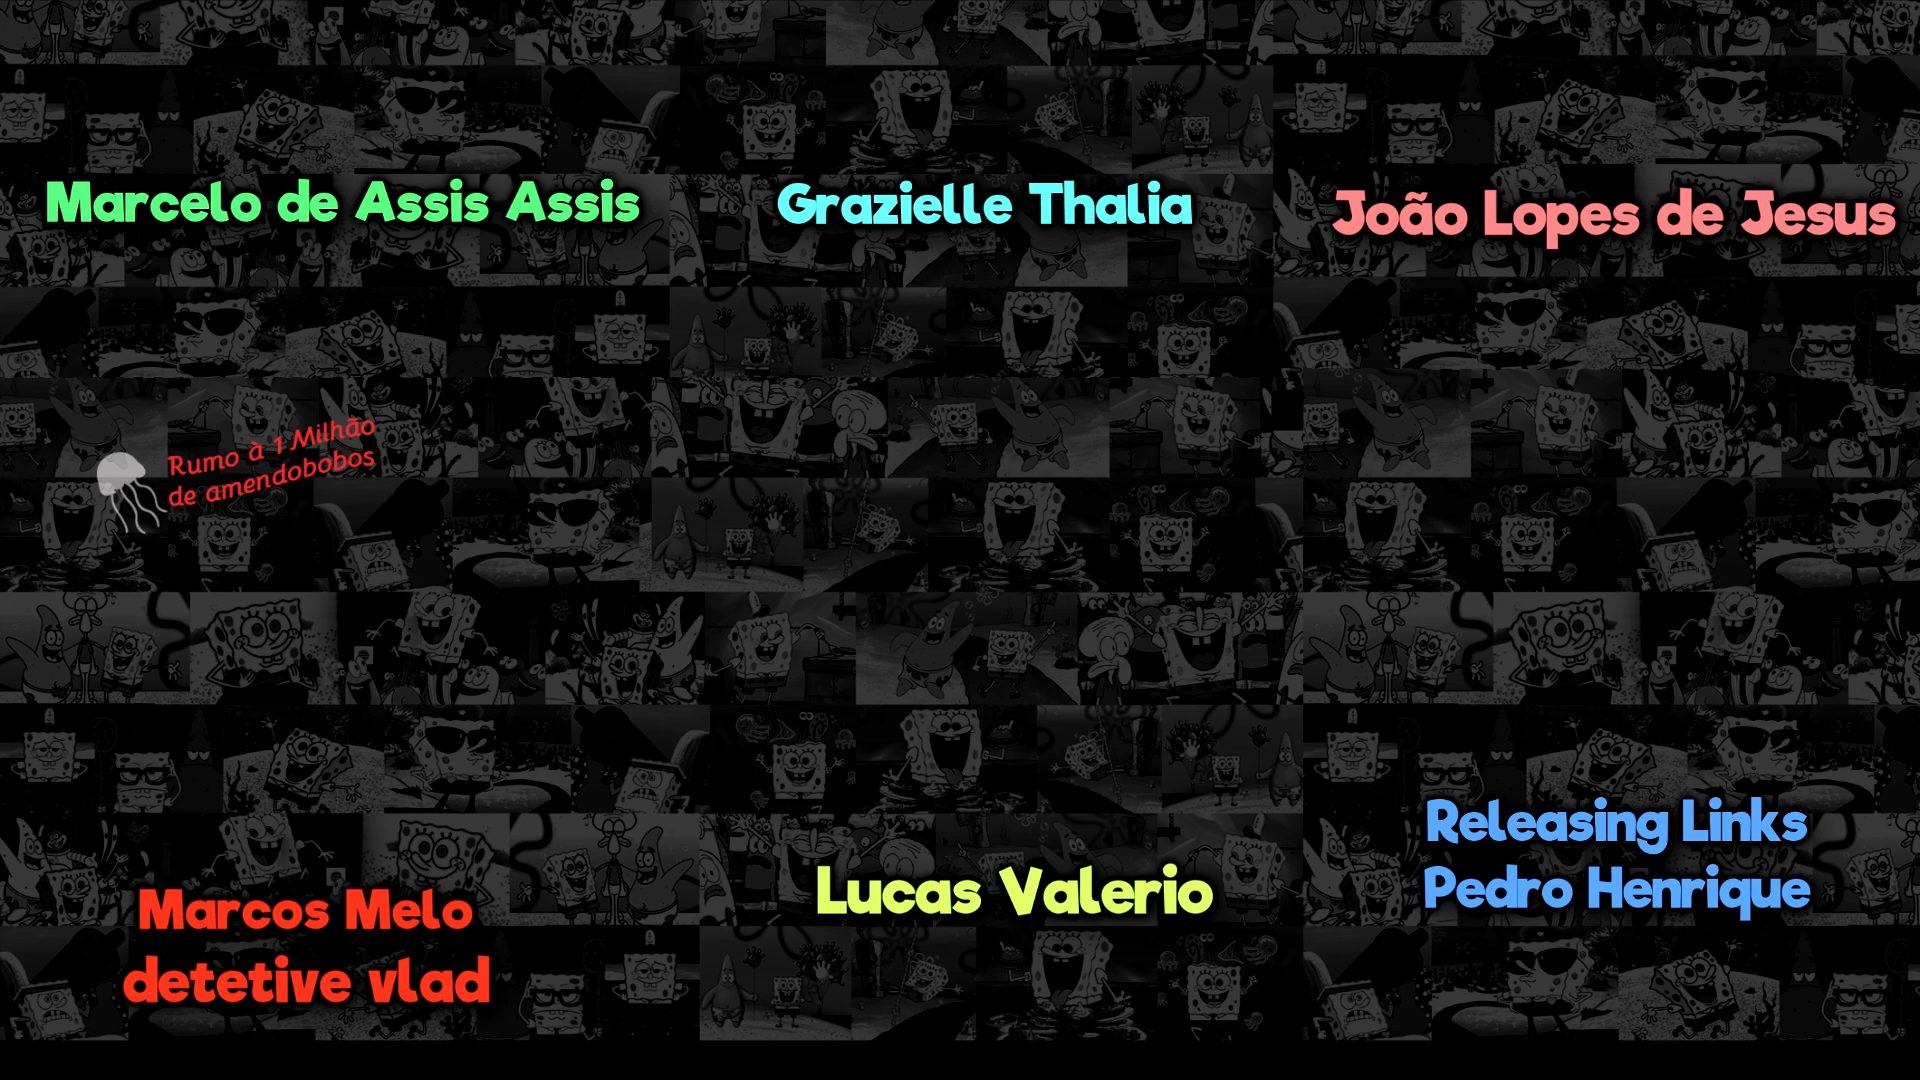 Marcelo de Assis Assis
Grazielle Thalia
João Lopes de Jesus
Rumo à 1 Milhão
de amendobobos
Marcos Melo
detetive vlad
Lucas Valerio
Releasing Links
Pedro Henrique